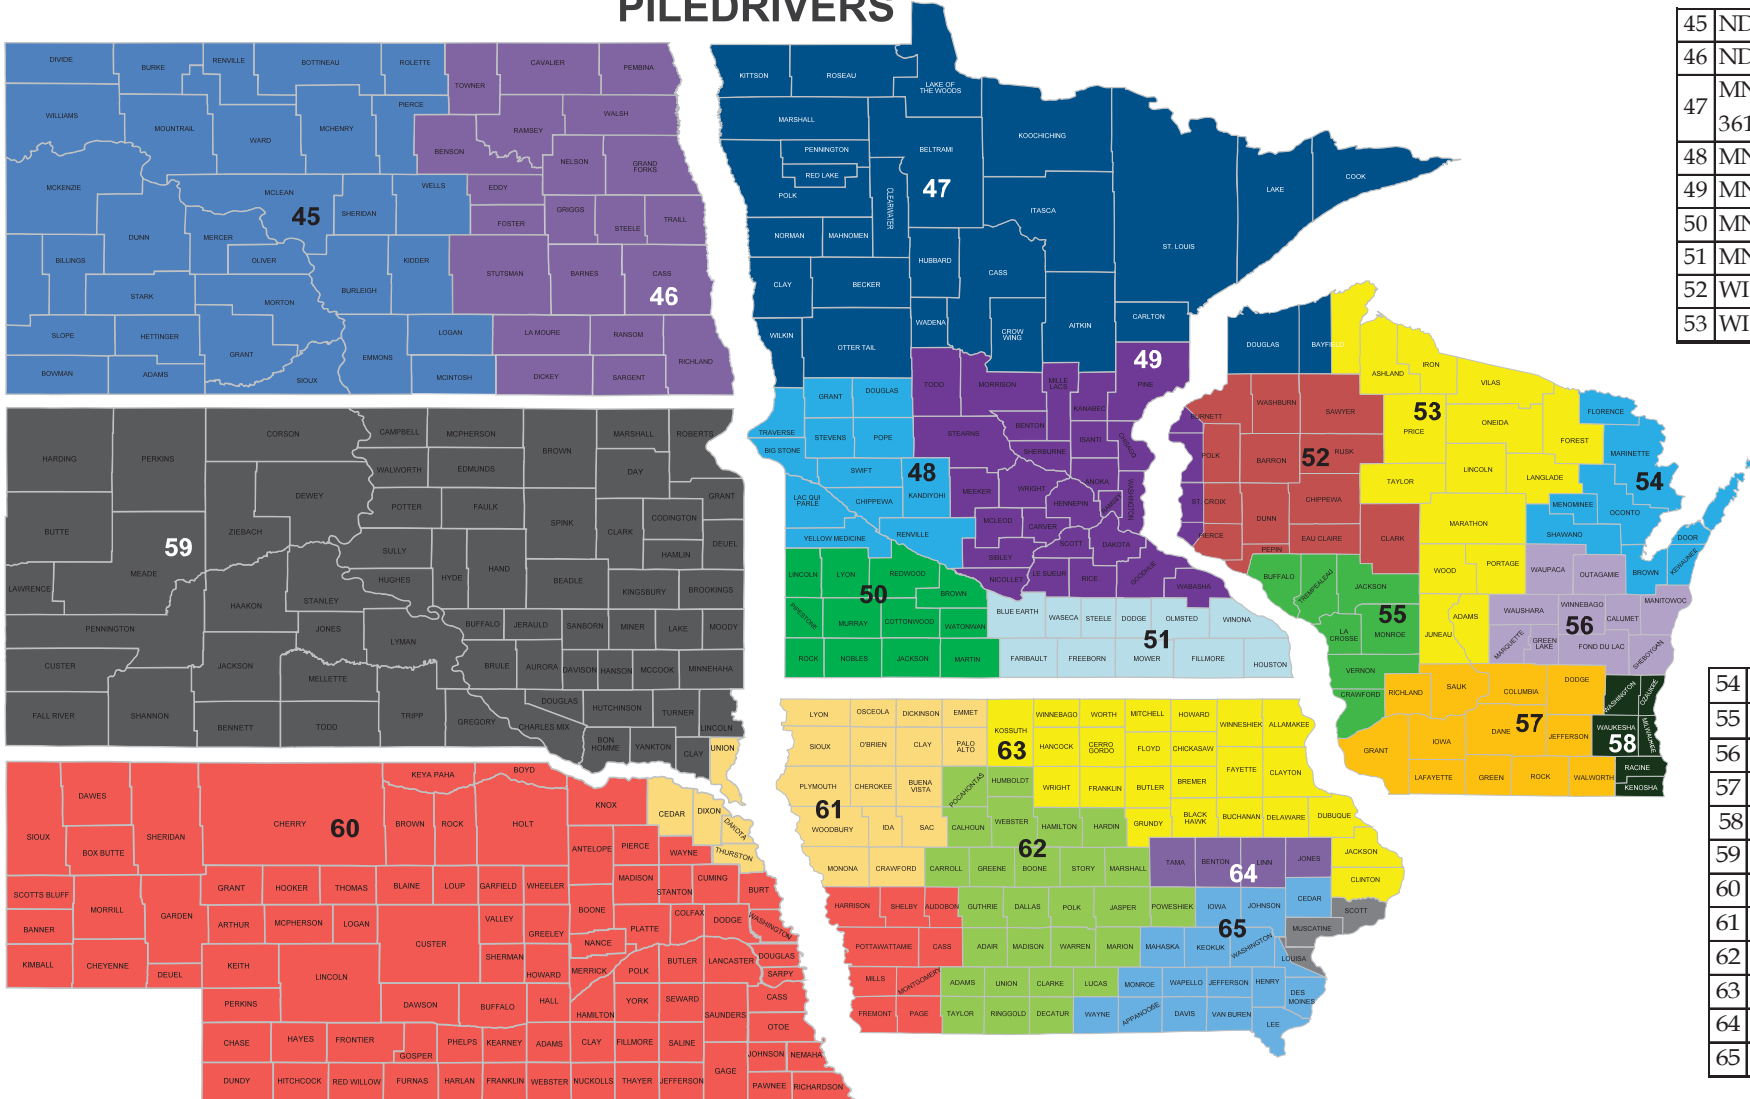 PILEDRIVERS
45 ND
46 ND
47 MN
361
48 MN
49 MN
50 MN
51 MN
52 WI
53 WI
DIVIDE
BURKE
RENVILLE
BOTTINEAU
ROLETTE
TOWNER
CAVALIER
PEMBINA
WILLIAMS
MOUNTRAIL
WARD
MCHENRY
PIERCE
BENSON
RAMSEY
WALSH
NELSON
GRAND
FORKS
MCKENZIE
DUNN
MCLEAN
45
SHERIDAN
WELLS
EDDY
FOSTER
GRIGGS
STEELE
TRAILL
MERCER
OLIVER
BILLINGS
STARK
MORTON
BURLEIGH
KIDDER
STUTSMAN
BARNES
CASS
46
SLOPE
HETTINGER
GRANT
EMMONS
LOGAN
LA MOURE
RANSOM
RICHLAND
BOWMAN
ADAMS
SIOUX
MCINTOSH
DICKEY
SARGENT
KITTSON
ROSEAU
LAKE OF
THE WOODS
MARSHALL
PENNINGTON
RED LAKE
POLK
BELTRAMI
47
CLEARWATER
KOOCHICHING
ITASCA
ST. LOUIS
LAKE
COOK
NORMAN
MAHNOMEN
HUBBARD
CASS
CLAY
BECKER
WADENA
CROW
WING
AITKIN
CARLTON
WILKIN
OTTER TAIL
49
PINE
TODD
MORRISON
MILLE
LACS
KANABEC
GRANT
DOUGLAS
TRAVERSE
STEVENS
POPE
BIG STONE
STEARNS
BENTON
SHERBURNE
ISANTI
CHISAGO
SWIFT
48
KANDIYOHI
LAC QUI
PARLE
CHIPPEWA
MEEKER
WRIGHT
ANOKA
HENNEPIN
RAMSEY
WASHINGTON
YELLOW MEDICINE
RENVILLE
MCLEOD
CARVER
SCOTT
DAKOTA
SIBLEY
NICOLLET
LE SUEUR
RICE
GOODHUE
WABASHA
LINCOLN
LYON
REDWOOD
50
BROWN
PIPESTONE
MURRAY
COTTONWOOD
WATONWAN
BLUE EARTH
WASECA
STEELE
DODGE
OLMSTED
WINONA
51
ROCK
NOBLES
JACKSON
MARTIN
FARIBAULT
FREEBORN
MOWER
FILLMORE
HOUSTON
DOUGLAS
BAYFIELD
ASHLAND
IRON
VILAS
BURNETT
WASHBURN
SAWYER
53
PRICE
ONEIDA
FOREST
FLORENCE
MARINETTE
POLK
BARRON
52
RUSK
TAYLOR
LINCOLN
LANGLADE
54
ST. CROIX
DUNN
CHIPPEWA
MENOMINEE
OCONTO
MARATHON
SHAWANO
DOOR
PIERCE
PEPIN
EAU CLAIRE
CLARK
BUFFALO
TREMPEALEAU
JACKSON
WOOD
PORTAGE
WAUPACA
OUTAGAMIE
BROWN
KEWAUNEE
55
LA
CROSSE
MONROE
JUNEAU
ADAMS
WAUSHARA
WINNEBAGO
56
CALUMET
MANITOWOC
MARQUETTE
GREEN
LAKE
FOND DU LAC
SHEBOYGAN
VERNON
CRAWFORD
RICHLAND
SAUK
COLUMBIA
DODGE
WASHINGTON
OZAUKEE
57
DANE
JEFFERSON
WAUKESHA
58
MILWAUKEE
GRANT
IOWA
LAFAYETTE
GREEN
ROCK
WALWORTH
RACINE
KENOSHA
HARDING
PERKINS
CORSON
CAMPBELL
MCPHERSON
BROWN
MARSHALL
ROBERTS
WALWORTH
EDMUNDS
DAY
GRANT
BUTTE
59
MEADE
ZIEBACH
DEWEY
POTTER
FAULK
SPINK
CLARK
CODINGTON
DEUEL
HAMLIN
LAWRENCE
SULLY
HUGHES
HYDE
HAND
BEADLE
KINGSBURY
BROOKINGS
HAAKON
STANLEY
PENNINGTON
JONES
LYMAN
BUFFALO
JERAULD
SANBORN
MINER
LAKE
MOODY
CUSTER
JACKSON
MELLETTE
BRULE
AURORA
DAVISON
HANSON
MCCOOK
MINNEHAHA
FALL RIVER
SHANNON
BENNETT
TODD
TRIPP
GREGORY
DOUGLAS
CHARLES MIX
HUTCHINSON
TURNER
LINCOLN
BON
HOMME
YANKTON
CLAY
UNION
DAWES
SIOUX
SHERIDAN
BOX BUTTE
CHERRY
60
KEYA PAHA
BOYD
BROWN
ROCK
HOLT
KNOX
CEDAR
DIXON
DAKOTA
ANTELOPE
PIERCE
WAYNE
THURSTON
SCOTTS BLUFF
MORRILL
GARDEN
GRANT
HOOKER
THOMAS
BLAINE
LOUP
GARFIELD
WHEELER
MADISON
STANTON
CUMING
BURT
BANNER
ARTHUR
MCPHERSON
LOGAN
CUSTER
VALLEY
GREELEY
BOONE
PLATTE
COLFAX
DODGE
WASHINGTON
KIMBALL
CHEYENNE
DEUEL
KEITH
LINCOLN
SHERMAN
HOWARD
NANCE
MERRICK
POLK
BUTLER
LANCASTER
DOUGLAS
SARPY
PERKINS
DAWSON
BUFFALO
HALL
HAMILTON
YORK
SEWARD
SAUNDERS
CASS
OTOE
CHASE
HAYES
FRONTIER
GOSPER
PHELPS
KEARNEY
ADAMS
CLAY
FILLMORE
SALINE
GAGE
JOHNSON
NEMAHA
DUNDY
HITCHCOCK
RED WILLOW
FURNAS
HARLAN
FRANKLIN
WEBSTER
NUCKOLLS
THAYER
JEFFERSON
PAWNEE
RICHARDSON
LYON
OSCEOLA
DICKINSON
EMMET
KOSSUTH
63
WINNEBAGO
WORTH
MITCHELL
HOWARD
WINNESHIEK
ALLAMAKEE
SIOUX
O'BRIEN
CLAY
PALO
ALTO
HANCOCK
CERRO
GORDO
FLOYD
CHICKASAW
PLYMOUTH
CHEROKEE
BUENA
VISTA
POCAHONTAS
HUMBOLDT
WRIGHT
FRANKLIN
BUTLER
BREMER
FAYETTE
CLAYTON
61
WOODBURY
IDA
SAC
CALHOUN
WEBSTER
HAMILTON
HARDIN
GRUNDY
BLACK
HAWK
BUCHANAN
DELAWARE
DUBUQUE
62
MONONA
CRAWFORD
CARROLL
GREENE
BOONE
STORY
MARSHALL
TAMA
BENTON
64
LINN
JONES
JACKSON
CLINTON
HARRISON
SHELBY
AUDOBON
GUTHRIE
DALLAS
POLK
JASPER
POWESHIEK
IOWA
JOHNSON
CEDAR
SCOTT
65
MUSCATINE
POTTAWATTAMIE
CASS
ADAIR
MADISON
WARREN
MARION
MAHASKA
KEOKUK
WASHINGTON
LOUISA
MILLS
MONTGOMERY
ADAMS
UNION
CLARKE
LUCAS
MONROE
WAPELLO
JEFFERSON
HENRY
DES
MOINES
FREMONT
PAGE
TAYLOR
RINGGOLD
DECATUR
WAYNE
APPANOOSE
DAVIS
VAN BUREN
LEE
54
55
56
57
58
59
60
61
62
63
64
65